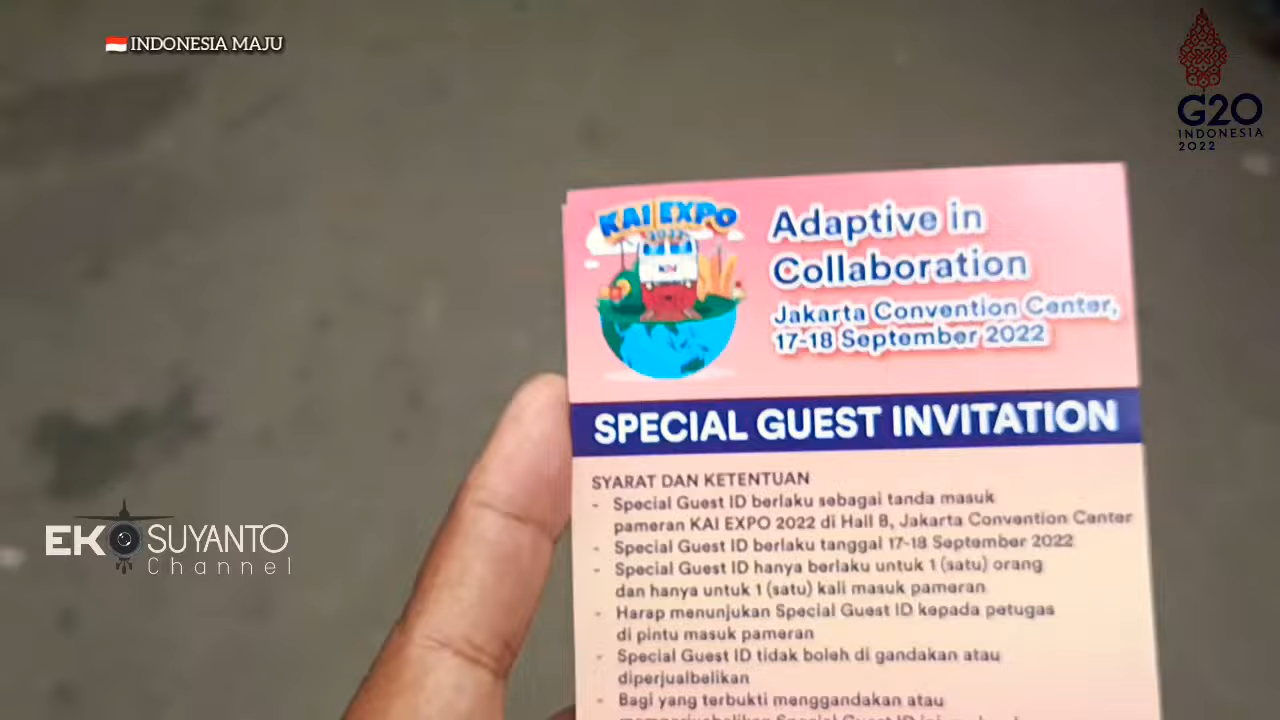 INDONESIA MAJU
G20
INDONESIA
2022
KAI EXPO
2022
Adaptive in
Collaboration
Jakarta Convention Center,
17-18 September 2022
SPECIAL GUEST INVITATION
SYARAT DAN KETENTUAN
- Special Guest ID berlaku sebagai tanda masuk
pameran KAI EXPO 2022 di Hall B, Jakarta Convention Center
- Special Guest ID berlaku tanggal 17-18 September 2022
- Special Guest ID hanya berlaku untuk 1 (satu) orang
dan hanya untuk 1 (satu) kali masuk pameran
- Harap menunjukan Special Guest ID kepada petugas
di pintu masuk pameran
- Special Guest ID tidak boleh di gandakan atau
diperjualbelikan
- Bagi yang terbukti menggandakan atau
Special Guest ID
EKO SUYANTO
Channel